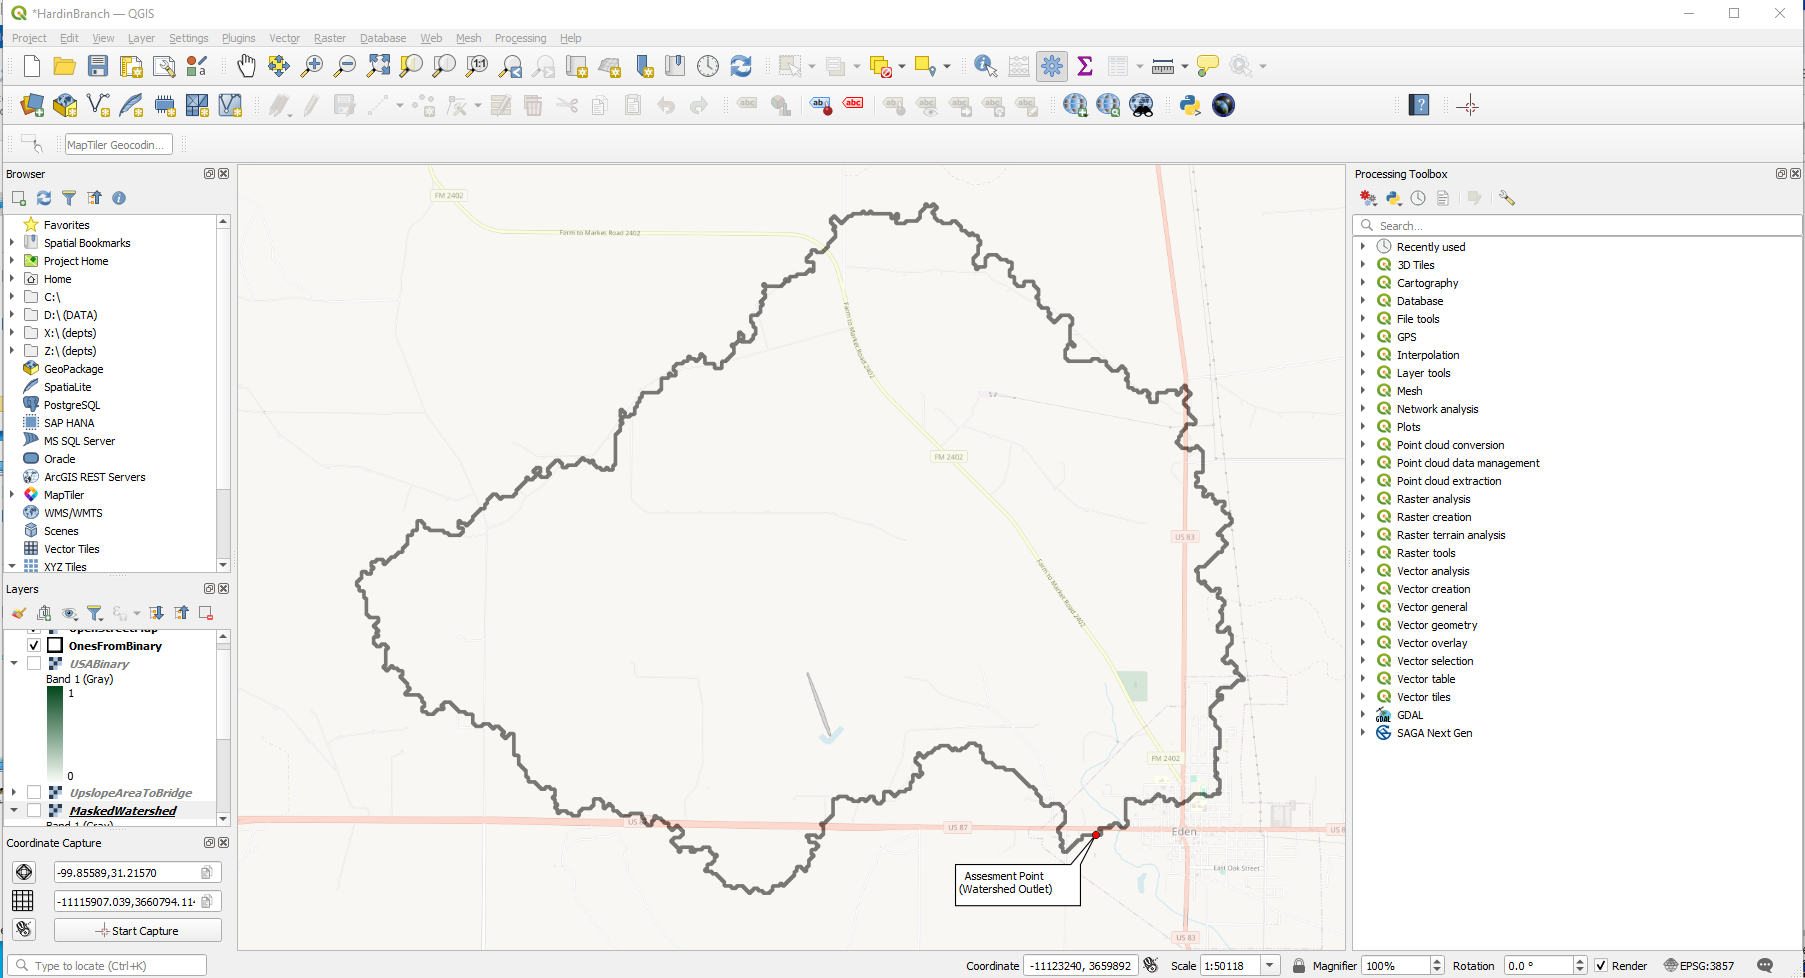 *HardinBranch — QGIS
Project Edit View Layer Settings Plugins Vector Raster Database Web Mesh Processing Help
MapTiler Geocodin...
Browser
Favorites
Spatial Bookmarks
Project Home
Home
C:\
D:\ (DATA)
X:\ (depts)
Z:\ (depts)
GeoPackage
SpatiaLite
PostgreSQL
SAP HANA
MS SQL Server
Oracle
ArcGIS REST Servers
MapTiler
WMS/WMTS
Scenes
Vector Tiles
XYZ Tiles
Layers
OpenStreetMap
OnesFromBinary
USABinary
Band 1 (Gray)
1
0
UpslopeAreaToBridge
MaskedWatershed
Band 1 (Gray)
Coordinate Capture
-99.85589,31.21570
-11115907.039,3660794.114
Start Capture
Type to locate (Ctrl+K)
FM 2402
Farm to Market Road 2402
Farm to Market Road 2402
FM 2402
US 83
Farm to Market Road 2402
FM 2402
US 87
US 87
Eden
East Oak Street
US 83
Assesment Point
(Watershed Outlet)
Processing Toolbox
Search...
Recently used
3D Tiles
Cartography
Database
File tools
GPS
Interpolation
Layer tools
Mesh
Network analysis
Plots
Point cloud conversion
Point cloud data management
Point cloud extraction
Raster analysis
Raster creation
Raster terrain analysis
Raster tools
Vector analysis
Vector creation
Vector general
Vector geometry
Vector overlay
Vector selection
Vector table
Vector tiles
GDAL
SAGA Next Gen
Coordinate -11123240, 3659892 Scale 1:50118 Magnifier 100% Rotation 0.0 ° Render EPSG:3857